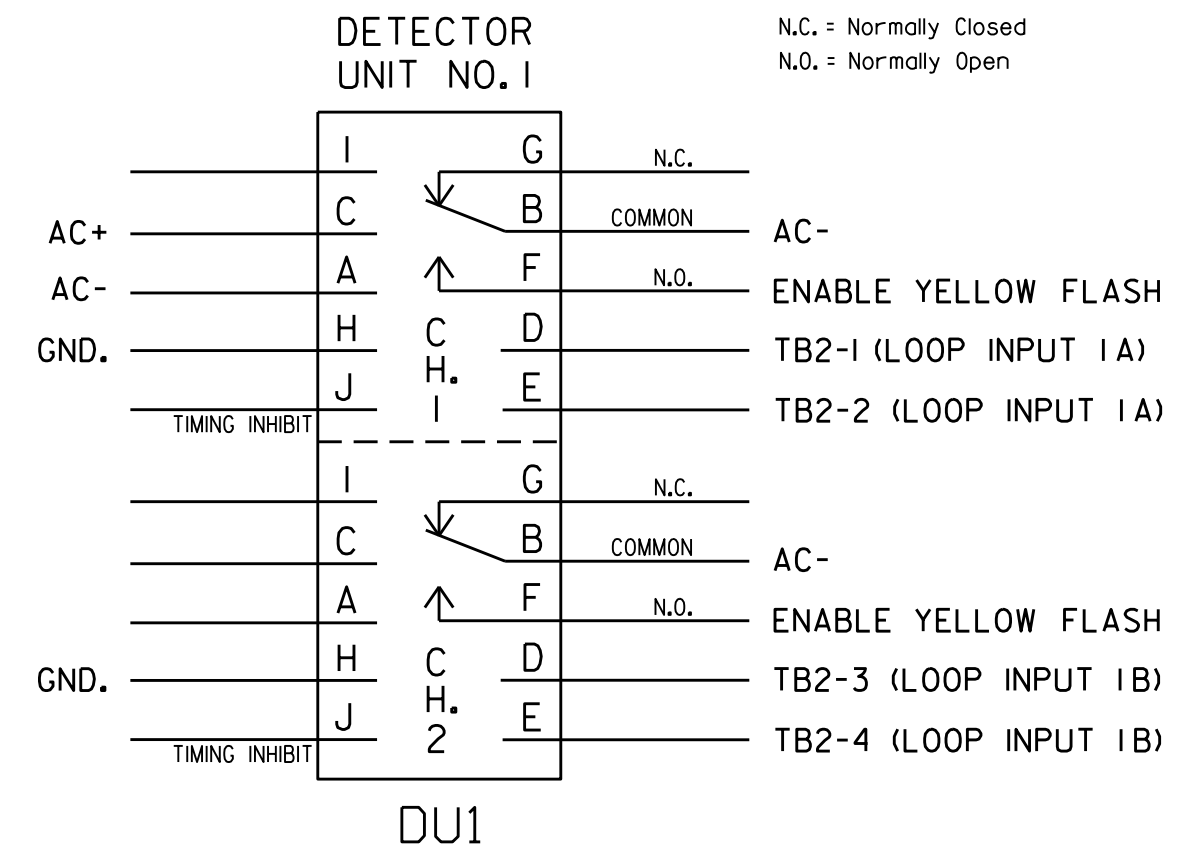 DETECTOR
UNIT NO. 1
N.C. = Normally Closed
N.O. = Normally Open
I G N.C.
AC+ C B COMMON AC-
AC- A F N.O. ENABLE YELLOW FLASH
GND. H D TB2-1 (LOOP INPUT 1A)
J E TB2-2 (LOOP INPUT 1A)
TIMING INHIBIT
CH. 1
I G N.C.
C B COMMON AC-
A F N.O. ENABLE YELLOW FLASH
GND. H D TB2-3 (LOOP INPUT 1B)
J E TB2-4 (LOOP INPUT 1B)
TIMING INHIBIT
CH. 2
DU1